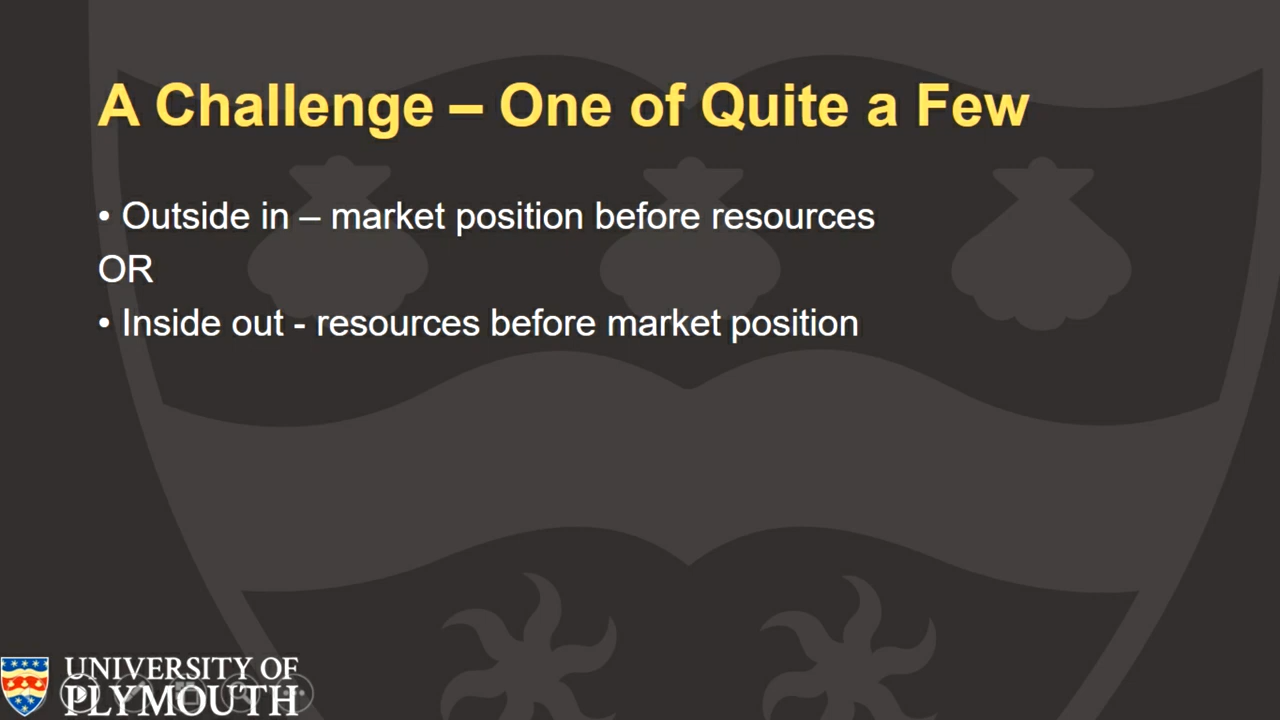 A Challenge – One of Quite a Few
• Outside in – market position before resources
OR
• Inside out - resources before market position
UNIVERSITY OF
PLYMOUTH